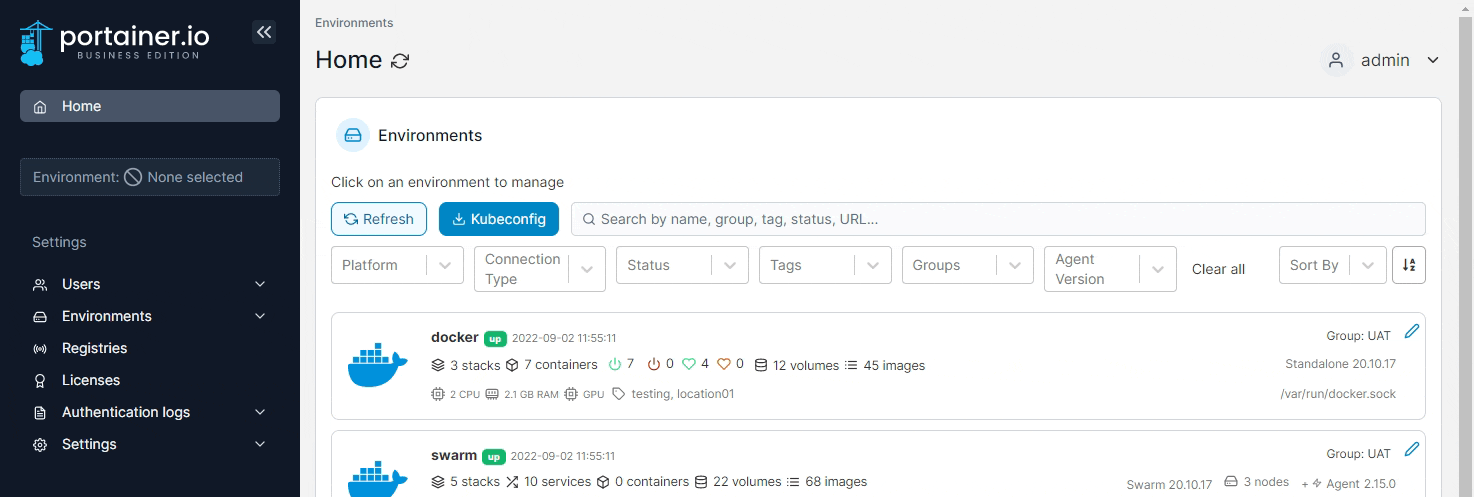 portainer.io
BUSINESS EDITION
Home
Environment: None selected
Settings
Users
Environments
Registries
Licenses
Authentication logs
Settings
Environments
Home
admin
Environments
Click on an environment to manage
Refresh
Kubeconfig
Search by name, group, tag, status, URL...
Platform
Connection
Type
Status
Tags
Groups
Agent
Version
Clear all
Sort By
docker up 2022-09-02 11:55:11
Group: UAT
3 stacks 7 containers 7 0 4 0 12 volumes 45 images
Standalone 20.10.17
2 CPU 2.1 GB RAM GPU testing, location01
/var/run/docker.sock
swarm up 2022-09-02 11:55:11
Group: UAT
5 stacks 10 services 0 containers 22 volumes 68 images
Swarm 20.10.17 3 nodes + Agent 2.15.0